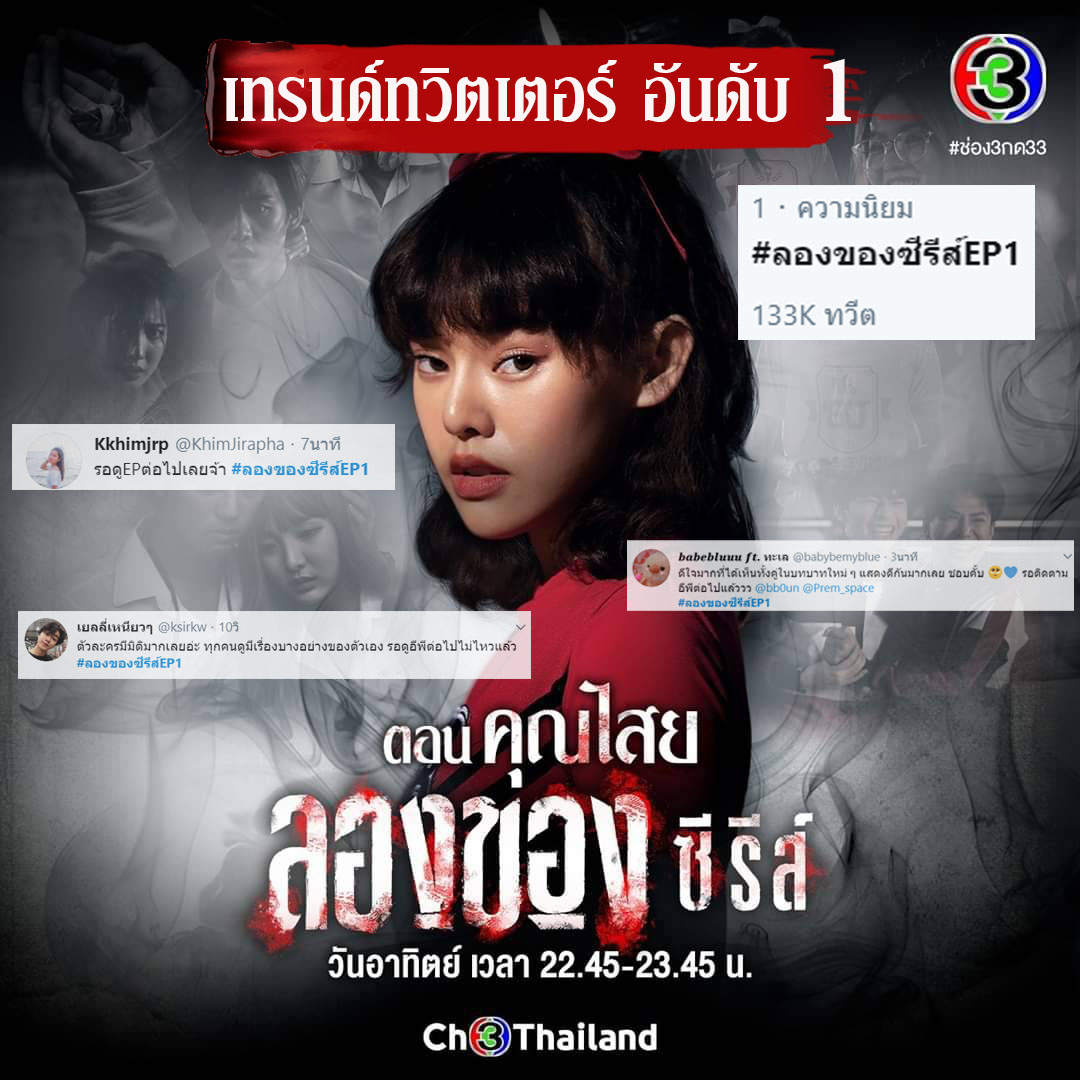 เทรนด์ทวิตเตอร์ อันดับ 1
3
#ช่อง3กด33
1 · ความนิยม
#ลองของซีรีส์EP1
133K ทวีต
Kkhimjrp @KhimJirapha · 7นาที
รอดูEPต่อไปเลยจ้า #ลองของซีรีส์EP1
babebluuu ft. ทะเล @babybemyblue · 3นาที
ดีใจมากที่ได้เห็นทั้งคู่ในบทบาทใหม่ ๆ แสดงดีกันมากเลย ชอบคั้บ 🥺💙 รอติดตาม
อีพีต่อไปแล้ววว @bb0un @Prem_space
#ลองของซีรีส์EP1
เยลลี่เหนียวๆ @ksirkw · 10วิ
ตัวละครมีมิติมากเลยอ่ะ ทุกคนดูมีเรื่องบางอย่างของตัวเอง รอดูอีพีต่อไปไม่ไหวแล้ว
#ลองของซีรีส์EP1
ตอน คุณไสย
ลองของ ซีรีส์
วันอาทิตย์ เวลา 22.45-23.45 น.
Ch3Thailand